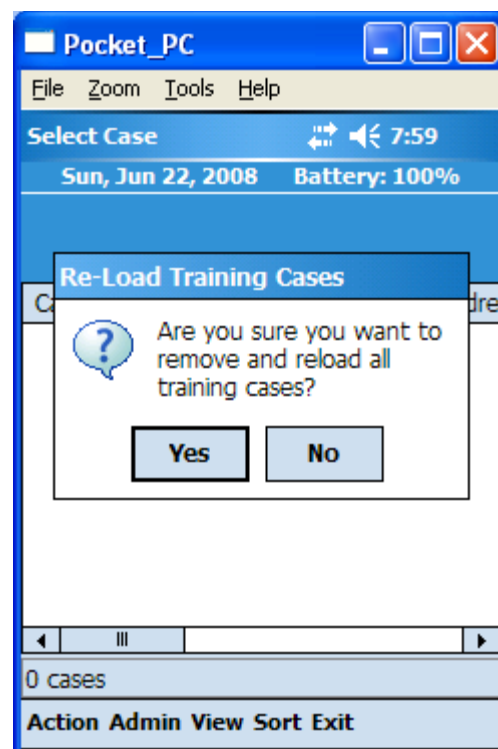 Pocket_PC
File Zoom Tools Help
Select Case 7:59
Sun, Jun 22, 2008 Battery: 100%
Re-Load Training Cases
Are you sure you want to
remove and reload all
training cases?
Yes No
0 cases
Action Admin View Sort Exit